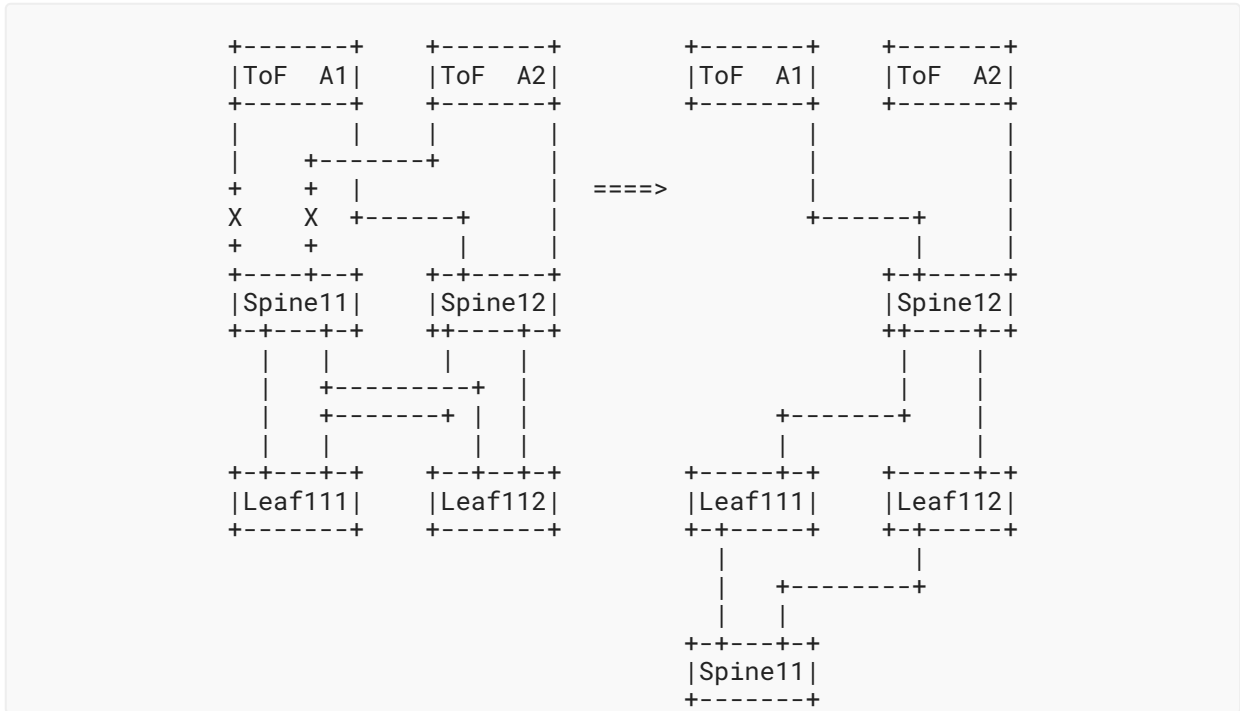 ToF A1 ToF A2 ToF A1 ToF A2
X X ====>
Spine11 Spine12 Spine12
Leaf111 Leaf112 Leaf111 Leaf112
Spine11